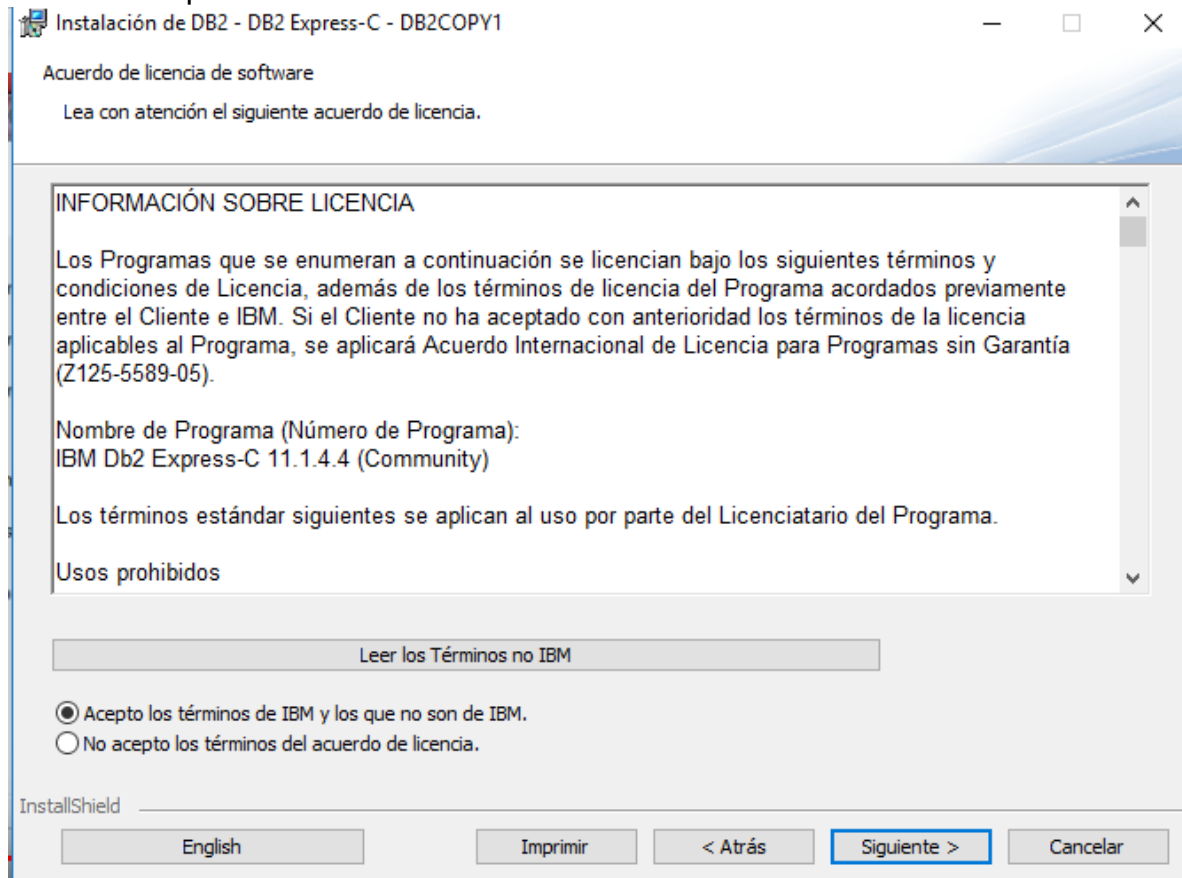 Instalación de DB2 - DB2 Express-C - DB2COPY1
Acuerdo de licencia de software
Lea con atención el siguiente acuerdo de licencia.
INFORMACIÓN SOBRE LICENCIA
Los Programas que se enumeran a continuación se licencian bajo los siguientes términos y
condiciones de Licencia, además de los términos de licencia del Programa acordados previamente
entre el Cliente e IBM. Si el Cliente no ha aceptado con anterioridad los términos de la licencia
aplicables al Programa, se aplicará Acuerdo Internacional de Licencia para Programas sin Garantía
(Z125-5589-05).
Nombre de Programa (Número de Programa):
IBM Db2 Express-C 11.1.4.4 (Community)
Los términos estándar siguientes se aplican al uso por parte del Licenciatario del Programa.
Usos prohibidos
Leer los Términos no IBM
Acepto los términos de IBM y los que no son de IBM.
No acepto los términos del acuerdo de licencia.
InstallShield
English Imprimir < Atrás Siguiente > Cancelar